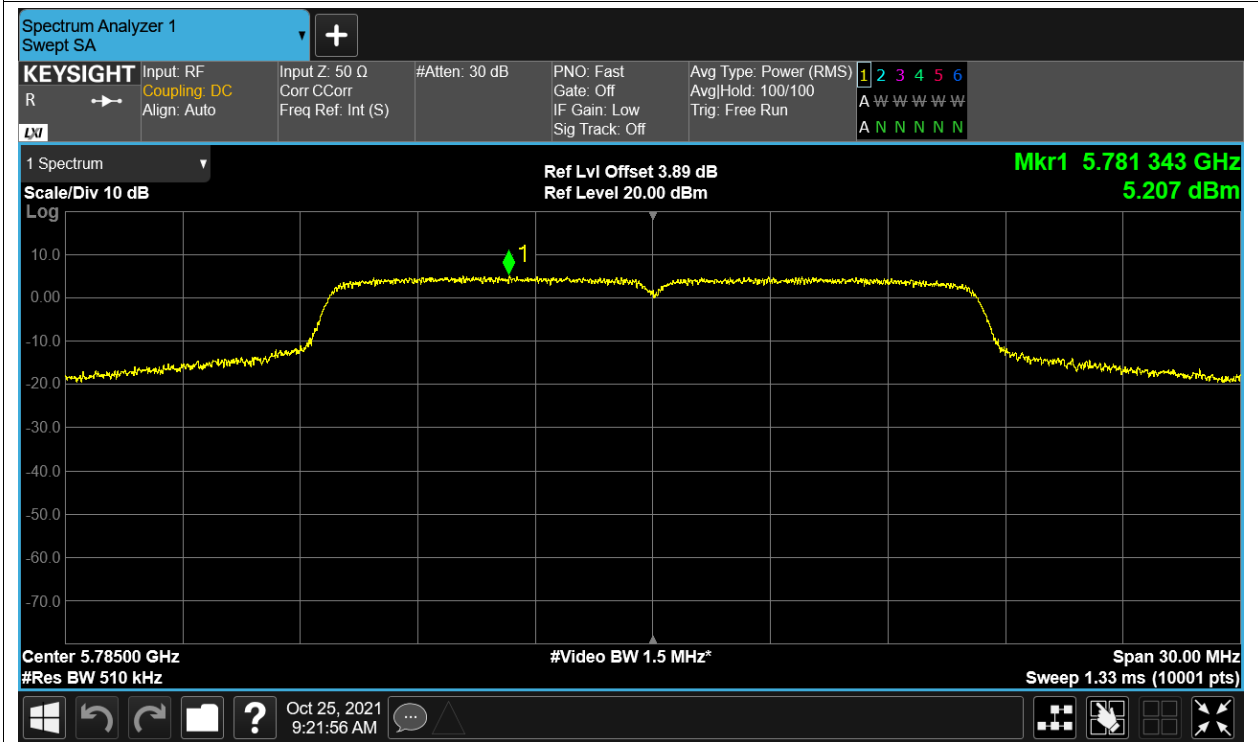 Spectrum Analyzer 1
Swept SA
KEYSIGHT
R
LXI
Input: RF
Coupling: DC
Align: Auto
Input Z: 50 Ω
Corr CCorr
Freq Ref: Int (S)
#Atten: 30 dB
PNO: Fast
Gate: Off
IF Gain: Low
Sig Track: Off
Avg Type: Power (RMS)
Avg|Hold: 100/100
Trig: Free Run
1 2 3 4 5 6
A W W W W W
A N N N N N
1 Spectrum
Scale/Div 10 dB
Log
Ref Lvl Offset 3.89 dB
Ref Level 20.00 dBm
Mkr1 5.781 343 GHz
5.207 dBm
1
10.0
0.00
-10.0
-20.0
-30.0
-40.0
-50.0
-60.0
-70.0
Center 5.78500 GHz
#Res BW 510 kHz
#Video BW 1.5 MHz*
Span 30.00 MHz
Sweep 1.33 ms (10001 pts)
?
Oct 25, 2021
9:21:56 AM